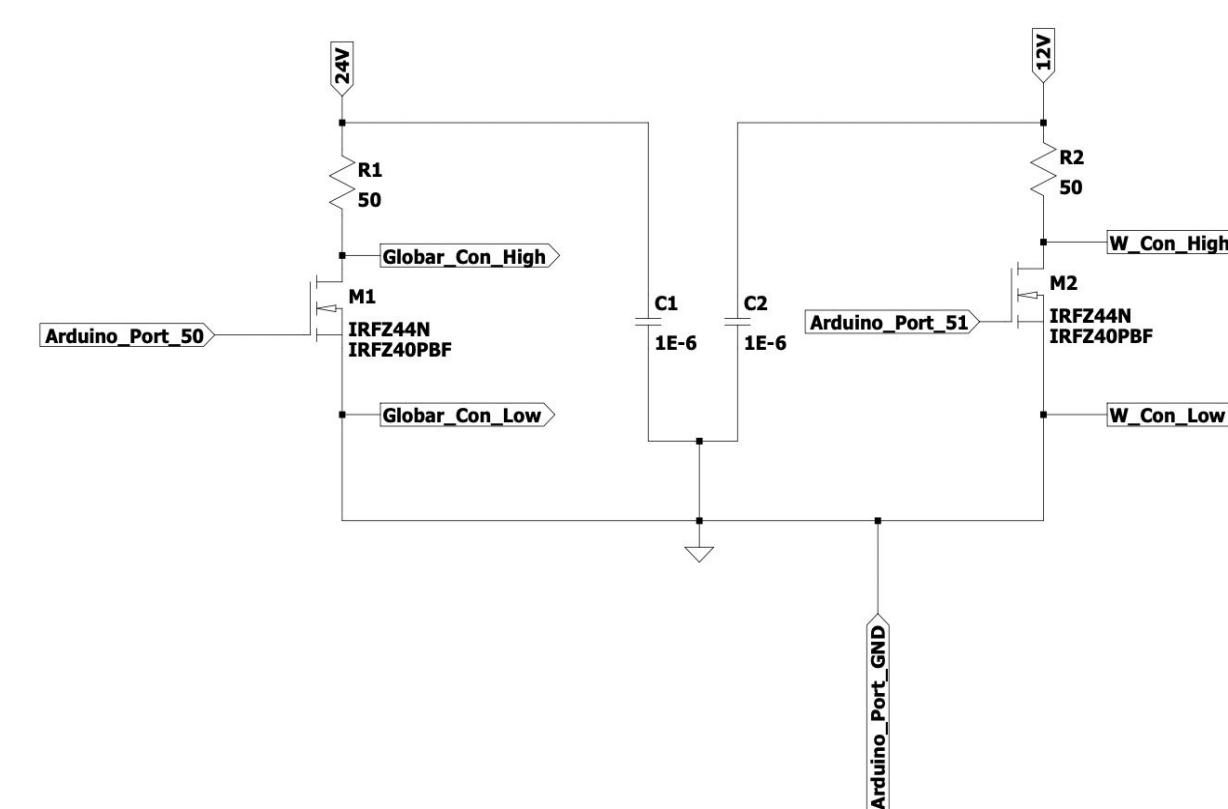 24V
12V
R1
50
R2
50
Globar_Con_High
W_Con_High
M1
IRFZ44N
IRFZ40PBF
Arduino_Port_50
C1
1E-6
C2
1E-6
M2
IRFZ44N
IRFZ40PBF
Arduino_Port_51
Globar_Con_Low
W_Con_Low
Arduino_Port_GND